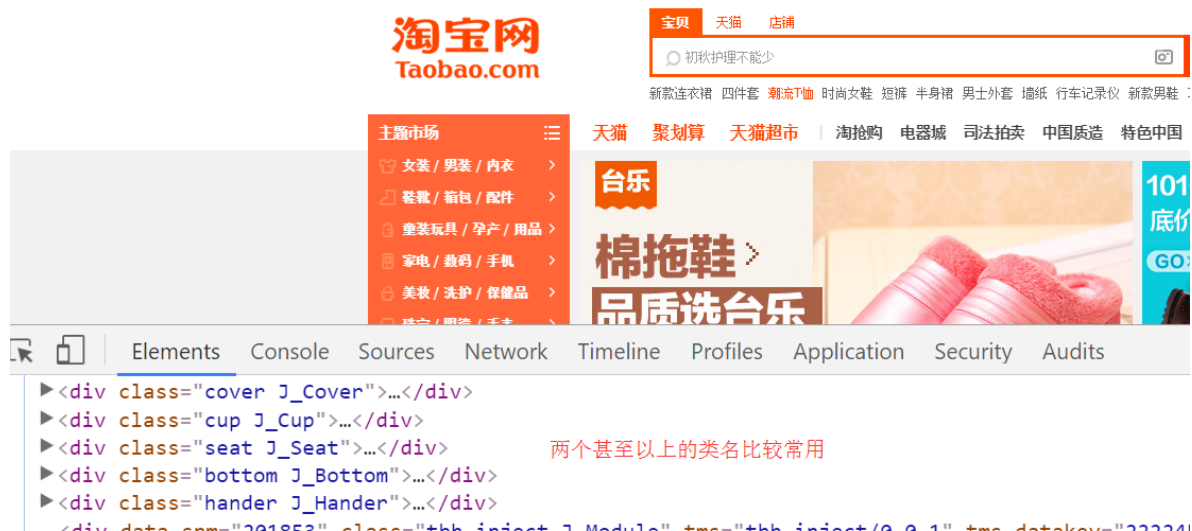 淘宝网
Taobao.com
宝贝 天猫 店铺
初秋护理不能少
新款连衣裙 四件套 潮流T恤 时尚女鞋 短裤 半身裙 男士外套 墙纸 行车记录仪 新款男鞋
主题市场
天猫 聚划算 天猫超市 | 淘抢购 电器城 司法拍卖 中国质造 特色中国
女装 / 男装 / 内衣 >
鞋靴 / 箱包 / 配件 >
童装玩具 / 孕产 / 用品 >
家电 / 数码 / 手机 >
美妆 / 洗护 / 保健品 >
台乐
棉拖鞋 >
品质选台乐
101
底价
GO
Elements Console Sources Network Timeline Profiles Application Security Audits
<div class="cover J_Cover">…</div>
<div class="cup J_Cup">…</div>
<div class="seat J_Seat">…</div>
两个甚至以上的类名比较常用
<div class="bottom J_Bottom">…</div>
<div class="hander J_Hander">…</div>